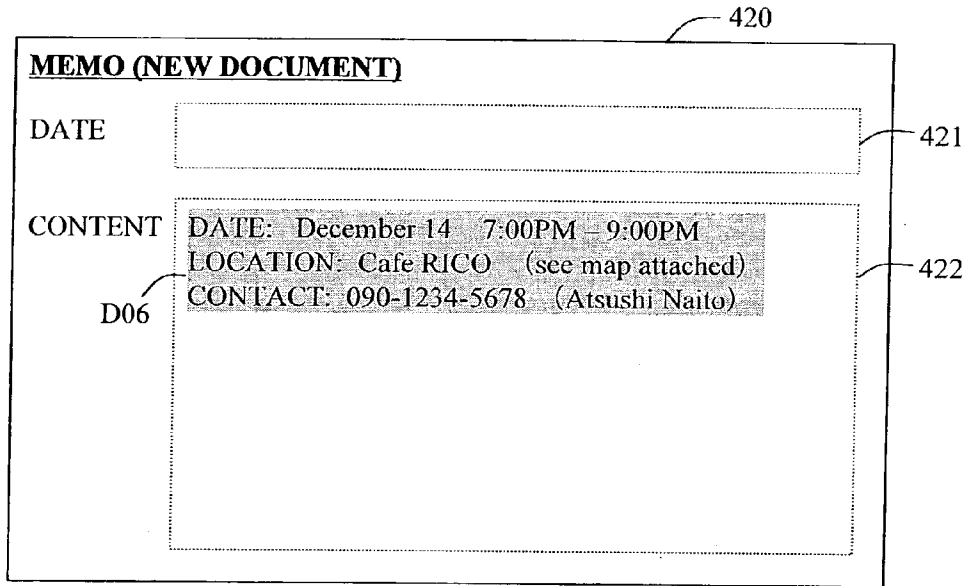 420
MEMO (NEW DOCUMENT)
DATE
421
CONTENT
DATE: December 14 7:00PM – 9:00PM
LOCATION: Cafe RICO (see map attached)
422
CONTACT: 090-1234-5678 (Atsushi Naito)
D06